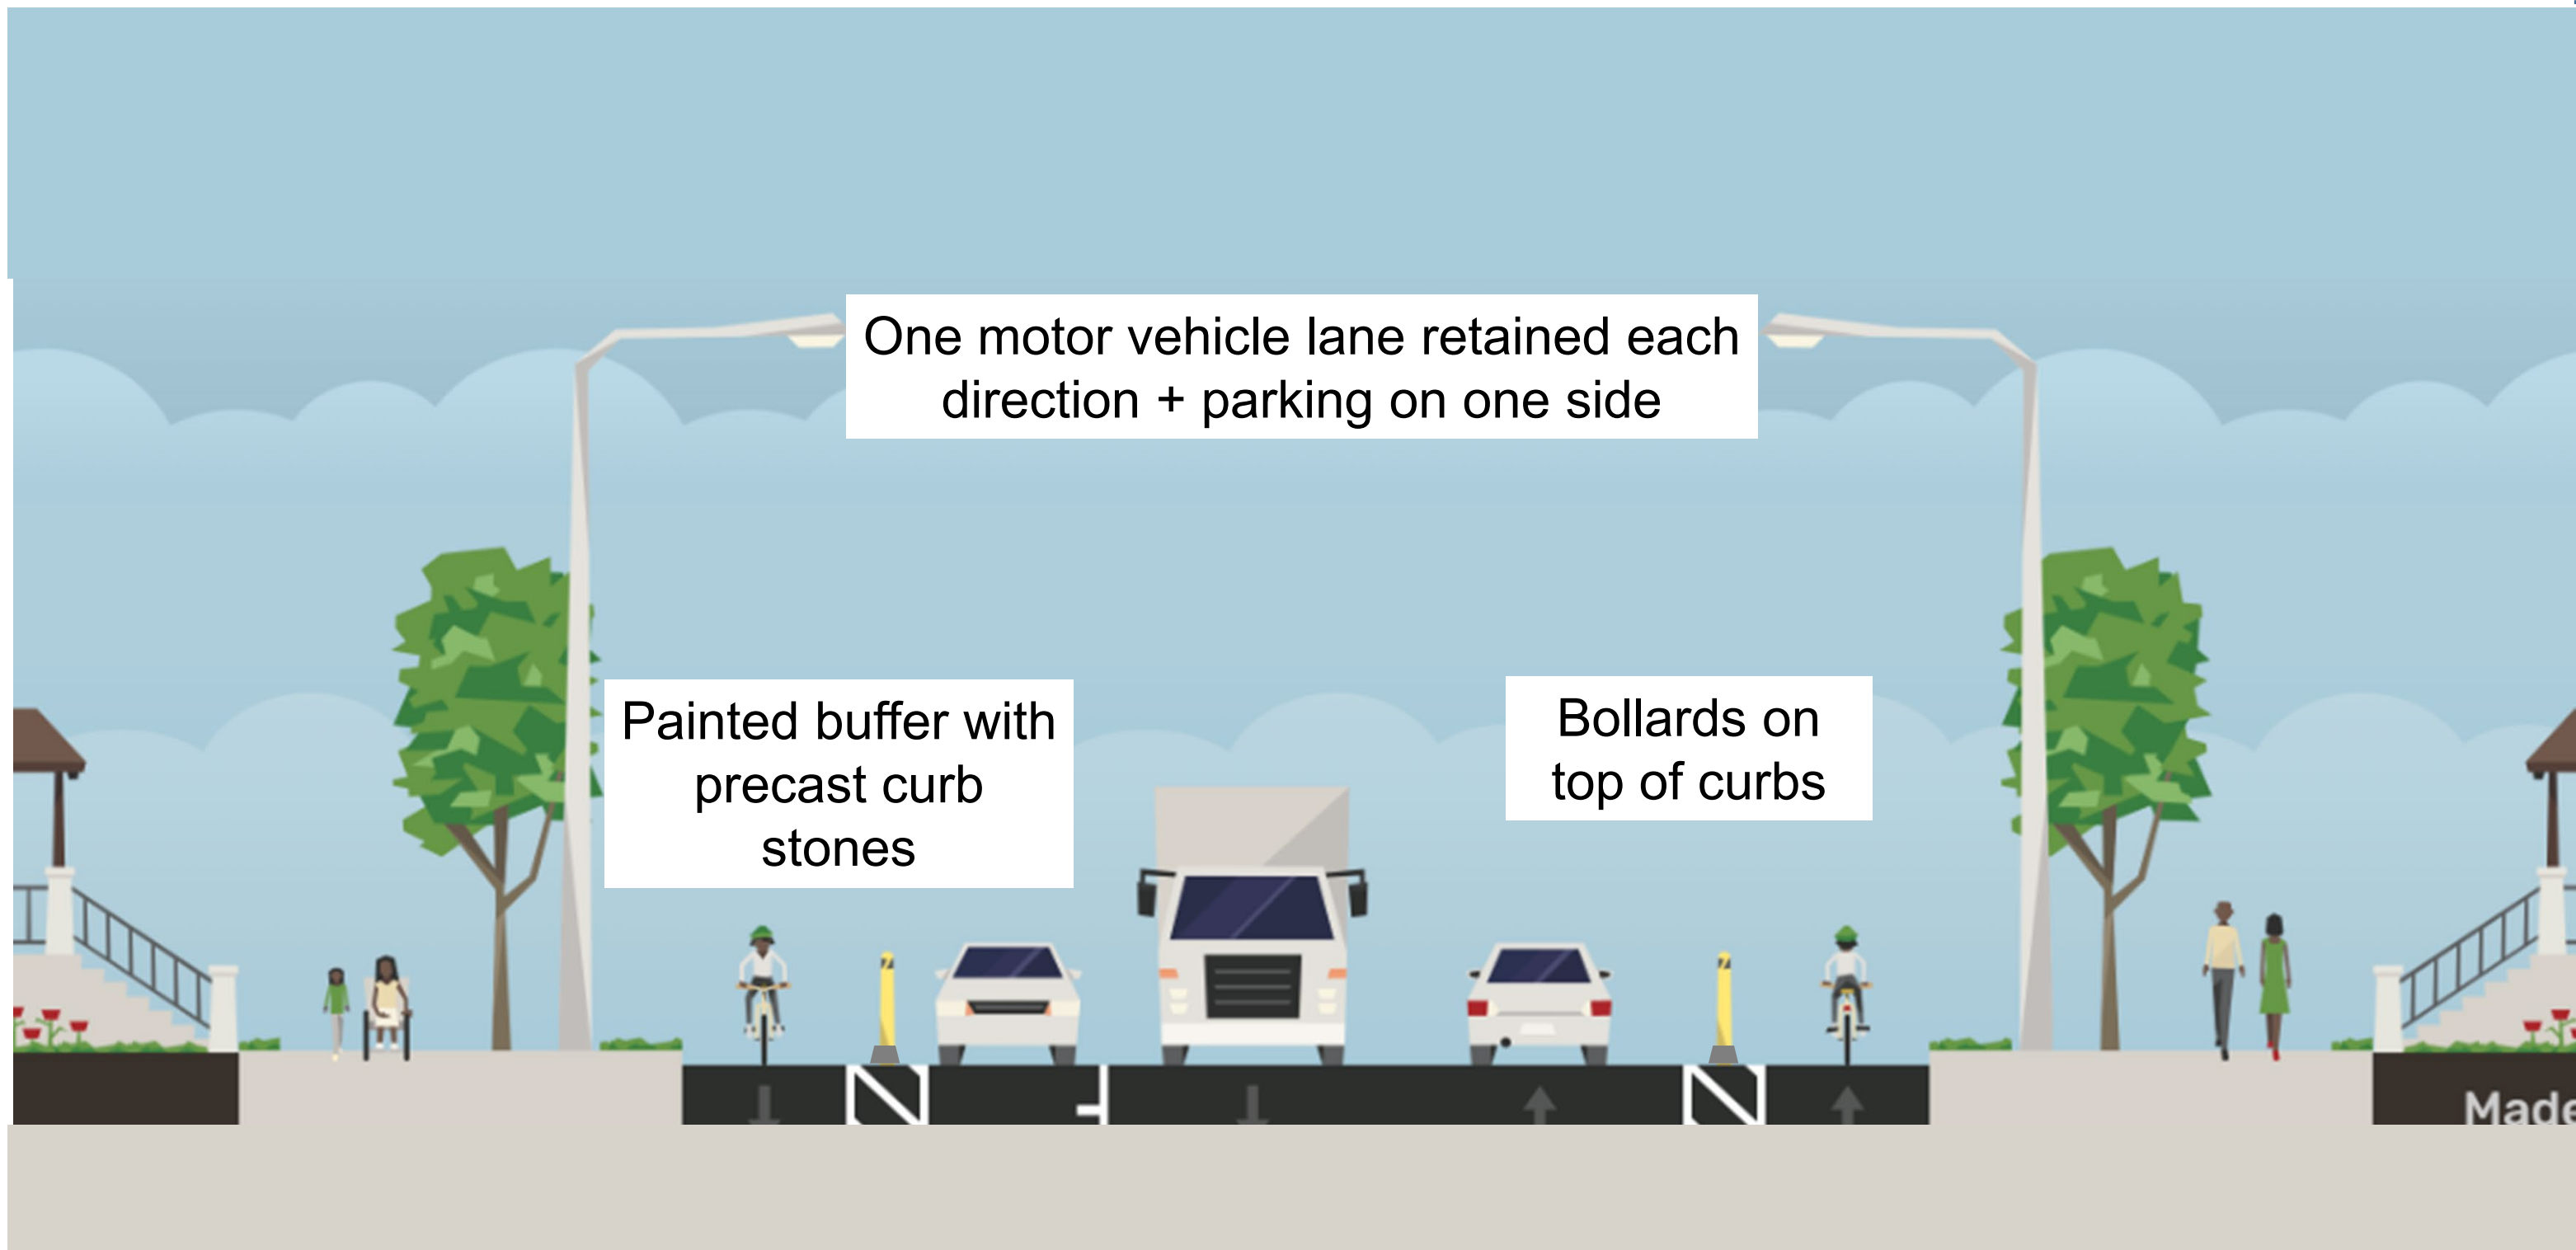 One motor vehicle lane retained each
direction + parking on one side
Painted buffer with
precast curb
stones
Bollards on
top of curbs
Made